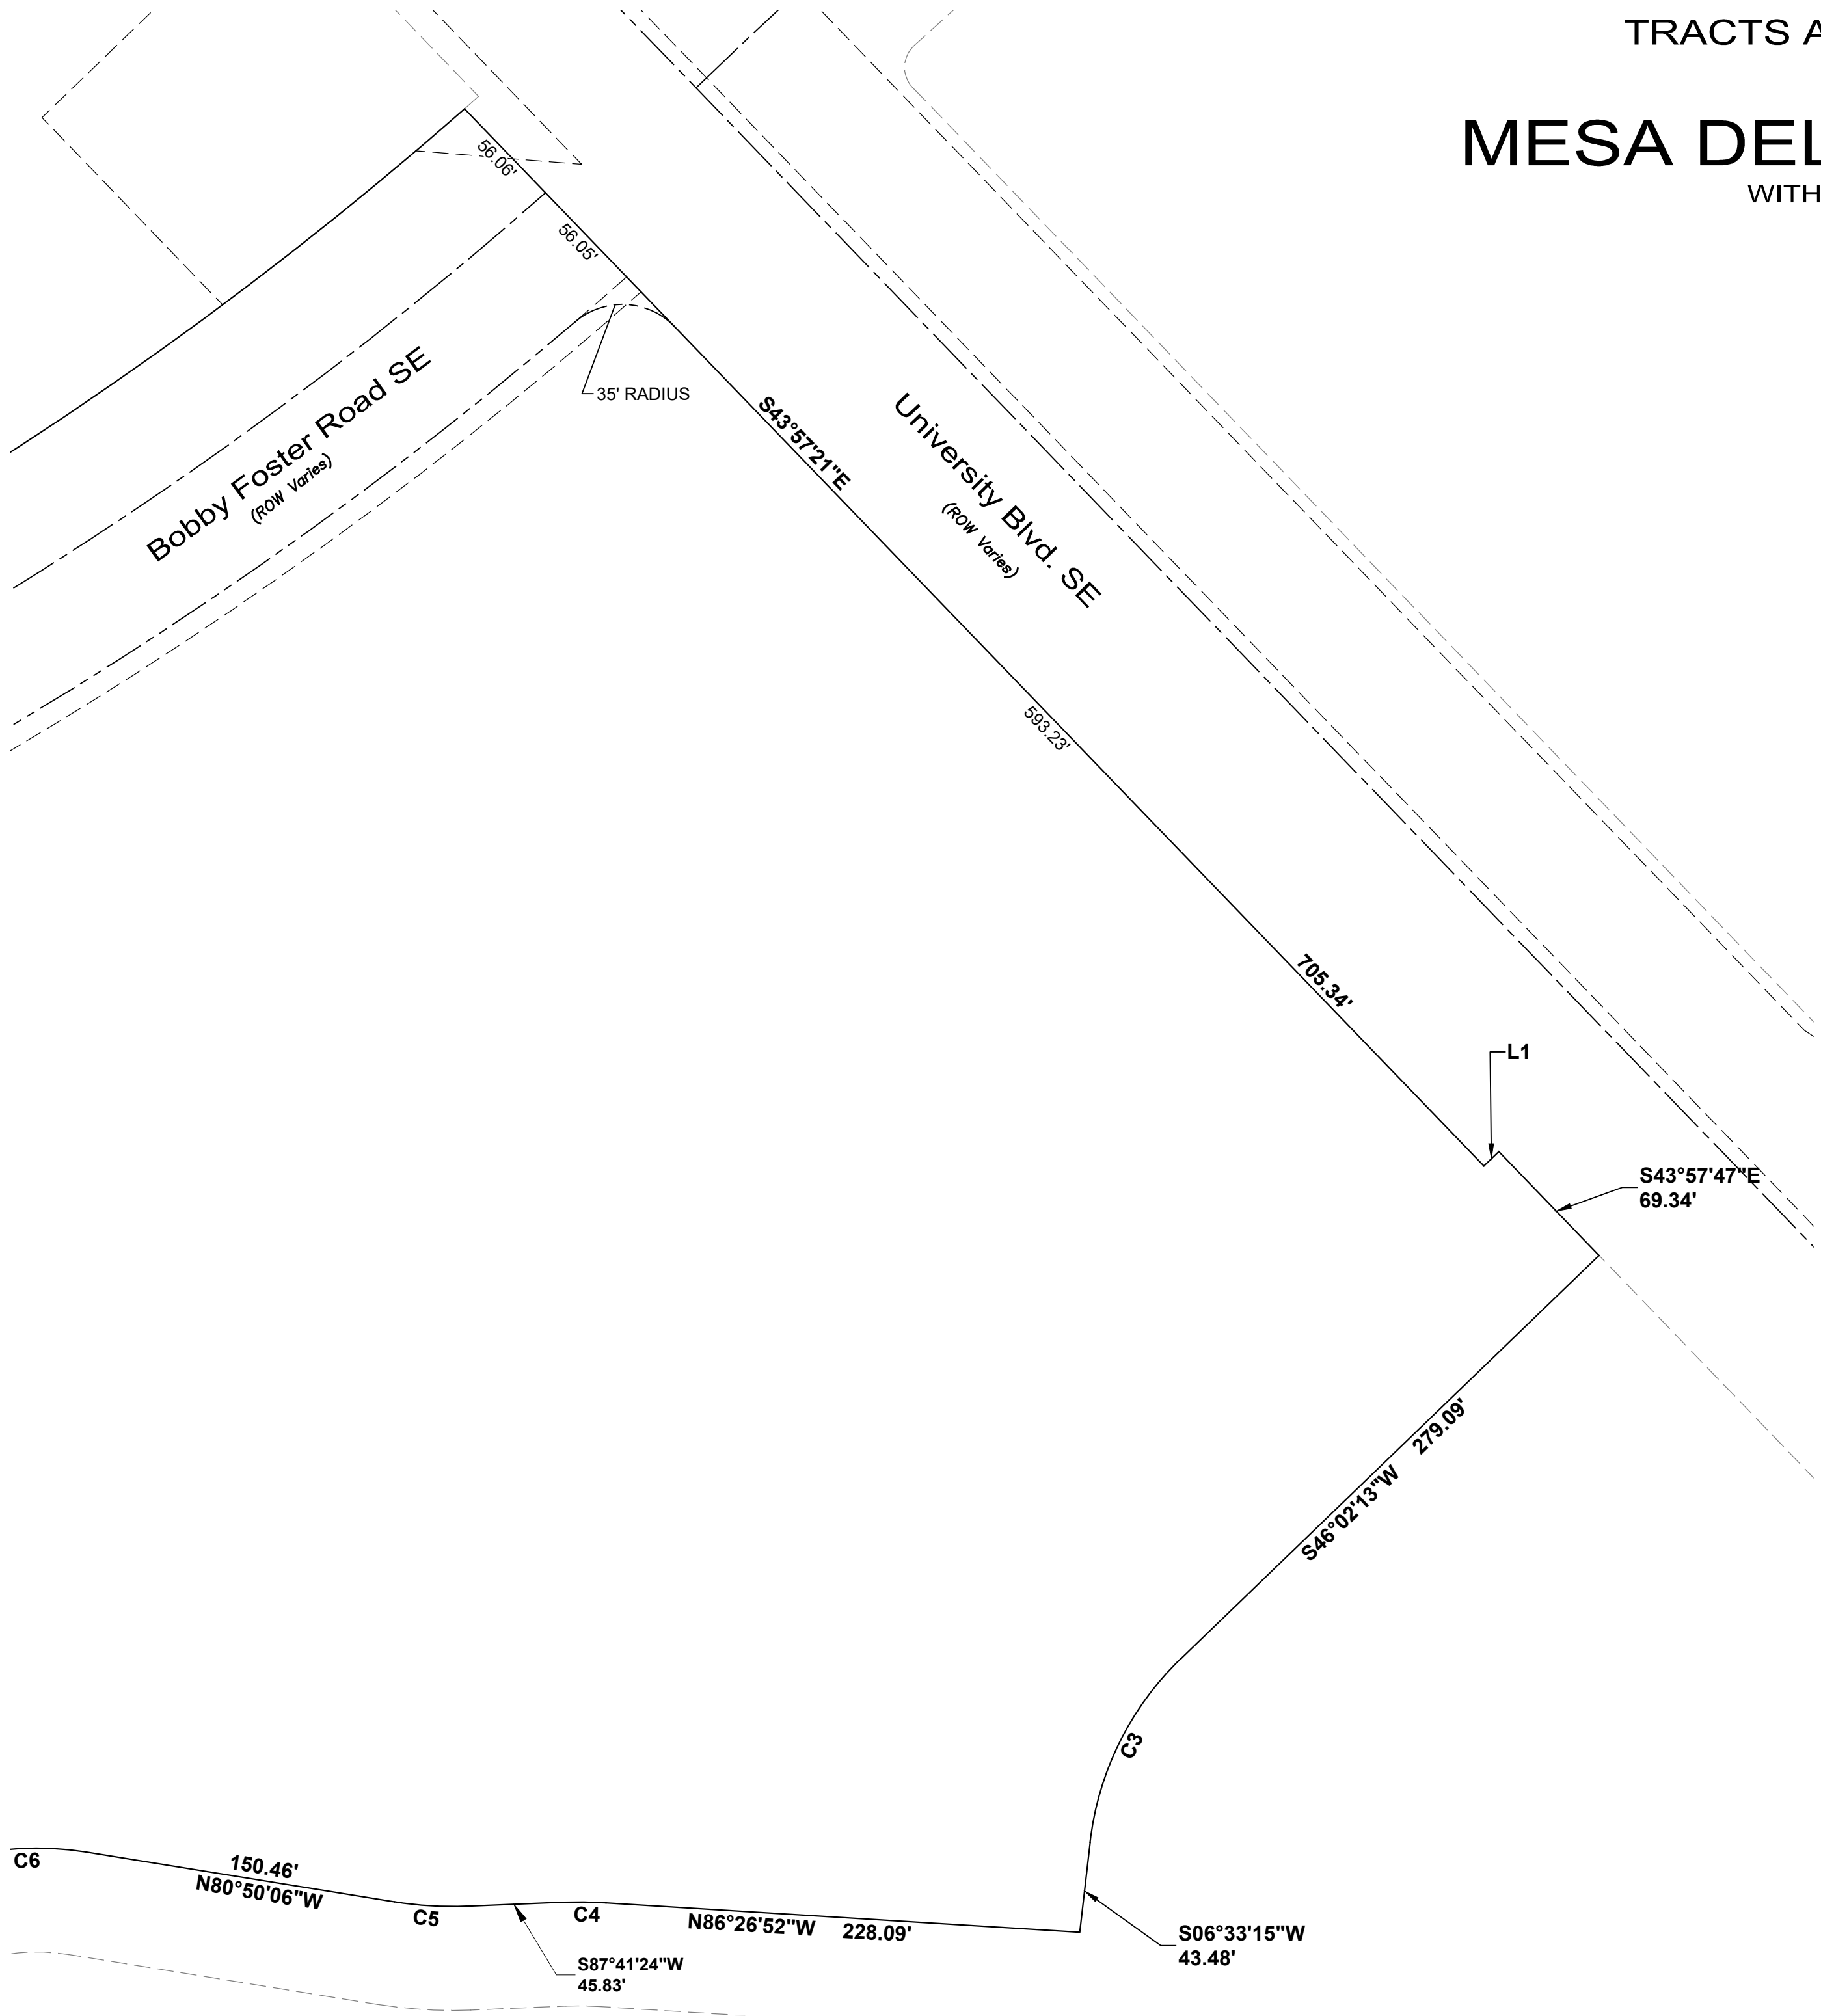 TRACTS A
MESA DEL
WITH
56.06'
56.05'
35' RADIUS
Bobby Foster Road SE
(ROW Varies)
S43°57'21"E
University Blvd. SE
(ROW Varies)
593.23'
705.34'
L1
S43°57'47"E
69.34'
S46°02'13"W 279.09'
C3
C6
150.46'
N80°50'06"W
C5
C4
N86°26'52"W 228.09'
S87°41'24"W
45.83'
S06°33'15"W
43.48'